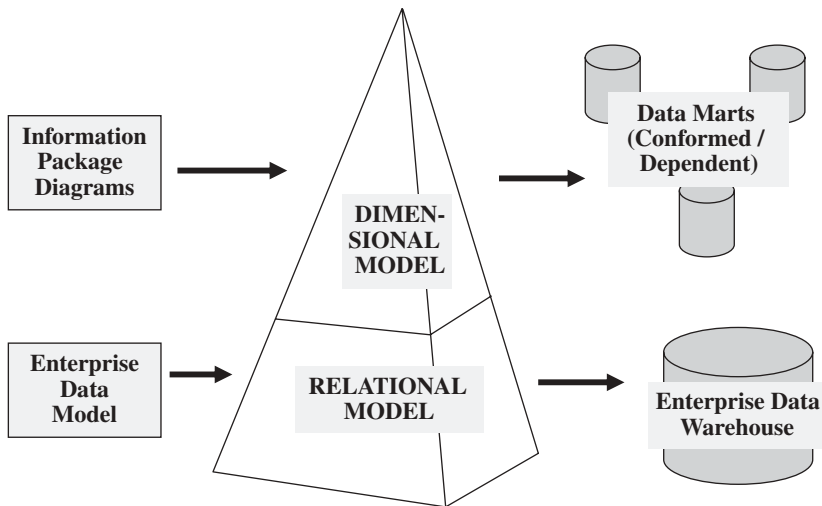 Information
Package
Diagrams
DIMEN-
SIONAL
MODEL
Data Marts
(Conformed /
Dependent)
Enterprise
Data
Model
RELATIONAL
MODEL
Enterprise Data
Warehouse